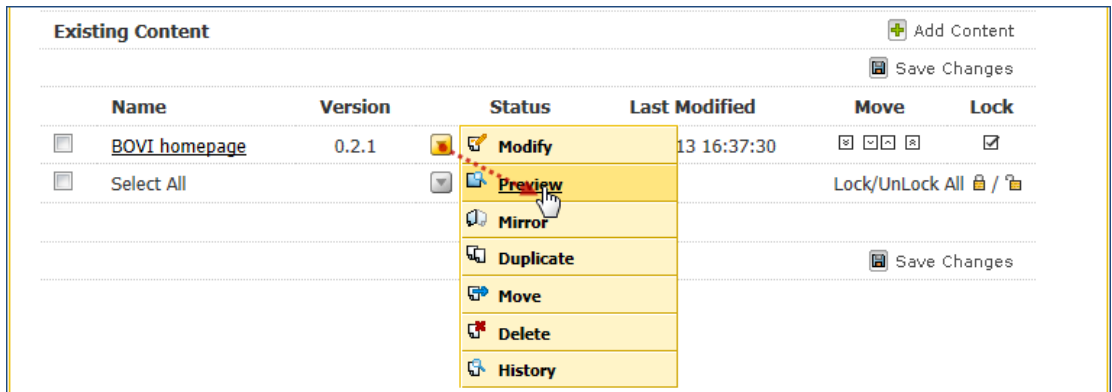 Existing Content Add Content
Save Changes
Name Version Status Last Modified Move Lock
BOVI homepage 0.2.1 Modify 13 16:37:30
Select All Preview Lock/UnLock All /
Mirror
Duplicate Save Changes
Move
Delete
History